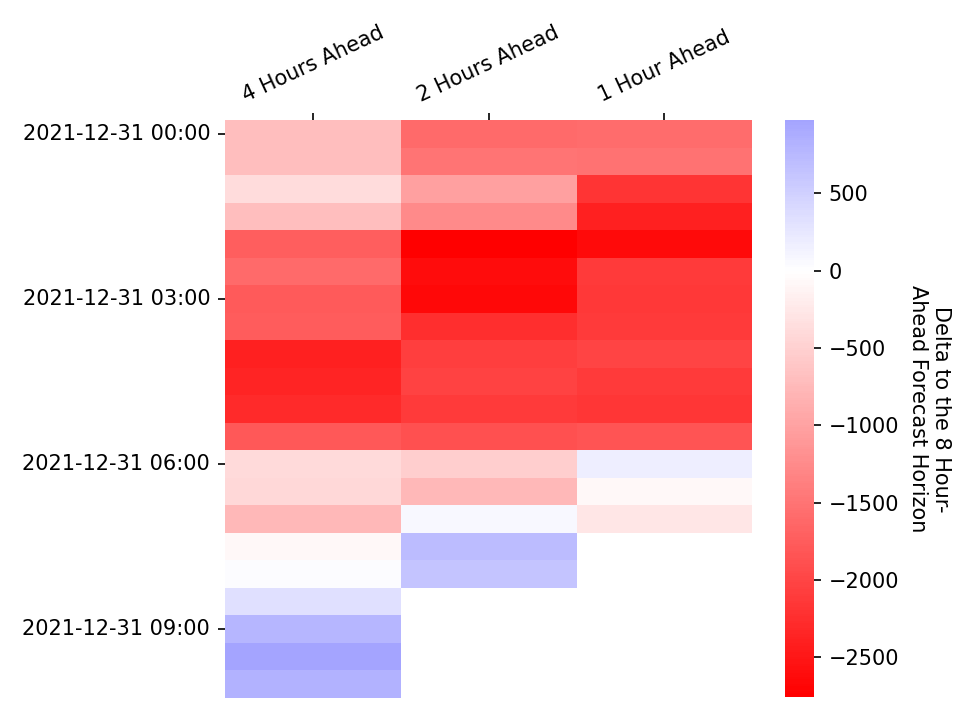 4 Hours Ahead
2 Hours Ahead
1 Hour Ahead
2021-12-31 00:00
2021-12-31 03:00
2021-12-31 06:00
2021-12-31 09:00
500
0
−500
−1000
−1500
−2000
−2500
Delta to the 8 Hour-
Ahead Forecast Horizon